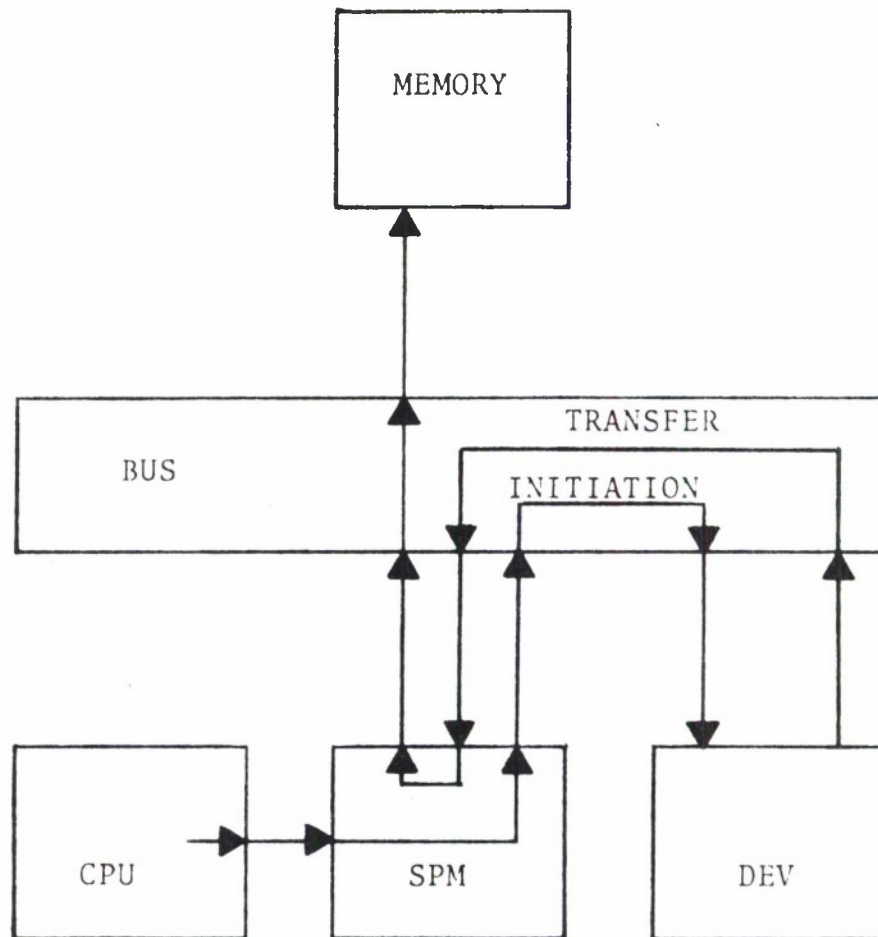 MEMORY
TRANSFER
BUS
INITIATION
CPU
SPM
DEV